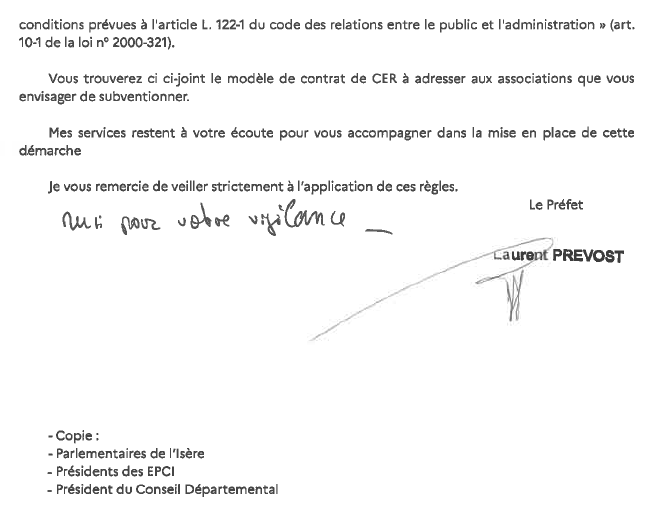 conditions prévues à l'article L. 122-1 du code des relations entre le public et l'administration » (art.
10-1 de la loi n° 2000-321).
Vous trouverez ci ci-joint le modèle de contrat de CER à adresser aux associations que vous
envisager de subventionner.
Mes services restent à votre écoute pour vous accompagner dans la mise en place de cette
démarche
Je vous remercie de veiller strictement à l'application de ces règles.
Le Préfet
merci pour votre vigilance
Laurent PREVOST
- Copie :
- Parlementaires de l'Isère
- Présidents des EPCI
- Président du Conseil Départemental